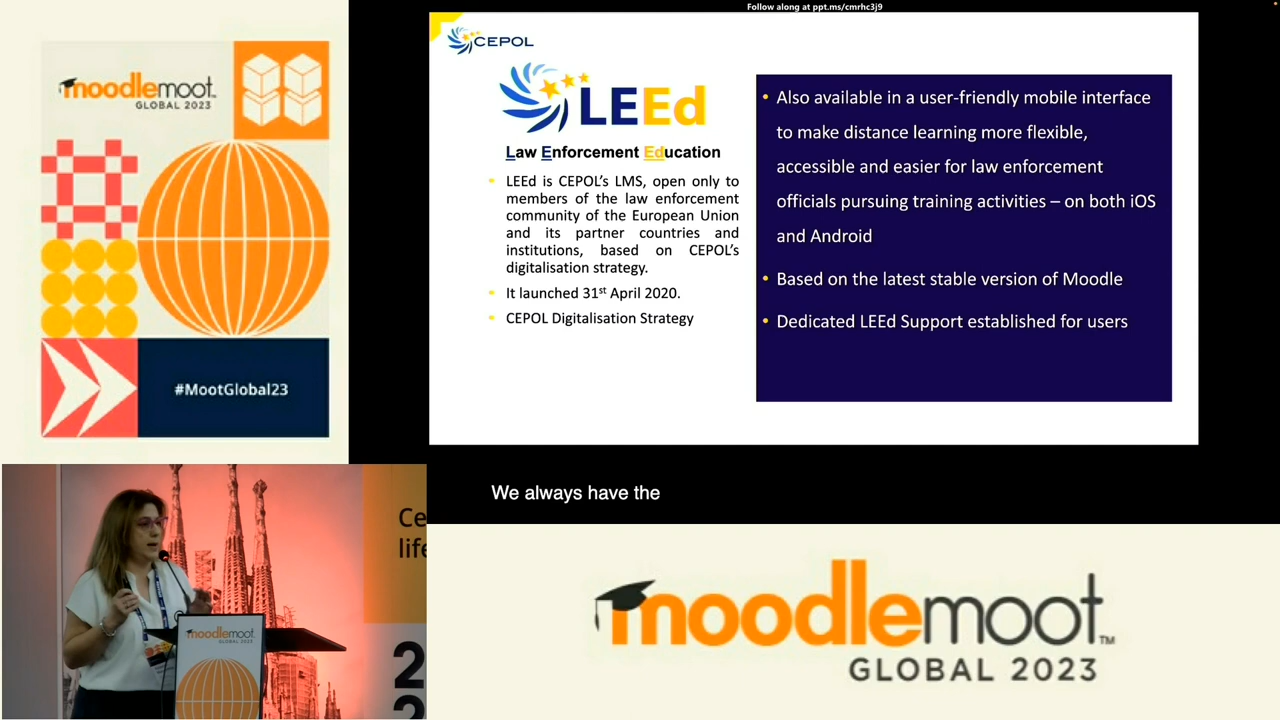 Follow along at ppt.ms/cmrhc3j9
moodlemoot™
GLOBAL 2023
#MootGlobal23
CEPOL
LEEd
Law Enforcement Education
LEEd is CEPOL’s LMS, open only to
members of the law enforcement
community of the European Union
and its partner countries and
institutions, based on CEPOL’s
digitalisation strategy.
It launched 31st April 2020.
CEPOL Digitalisation Strategy
Also available in a user-friendly mobile interface
to make distance learning more flexible,
accessible and easier for law enforcement
officials pursuing training activities – on both iOS
and Android
Based on the latest stable version of Moodle
Dedicated LEEd Support established for users
We always have the
Ce
life
2
moodlemoot
GLOBAL 2023
moodlemoot™
GLOBAL 2023